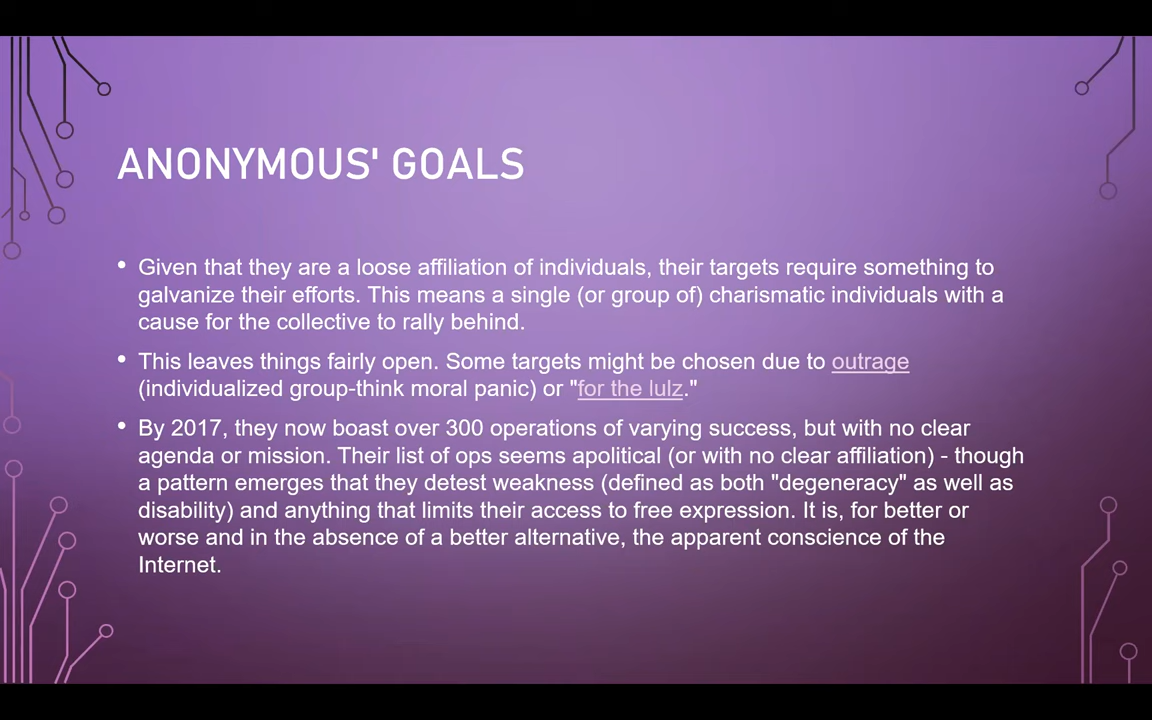 ANONYMOUS' GOALS
• Given that they are a loose affiliation of individuals, their targets require something to
galvanize their efforts. This means a single (or group of) charismatic individuals with a
cause for the collective to rally behind.
• This leaves things fairly open. Some targets might be chosen due to outrage
(individualized group-think moral panic) or "for the lulz."
• By 2017, they now boast over 300 operations of varying success, but with no clear
agenda or mission. Their list of ops seems apolitical (or with no clear affiliation) - though
a pattern emerges that they detest weakness (defined as both "degeneracy" as well as
disability) and anything that limits their access to free expression. It is, for better or
worse and in the absence of a better alternative, the apparent conscience of the
Internet.